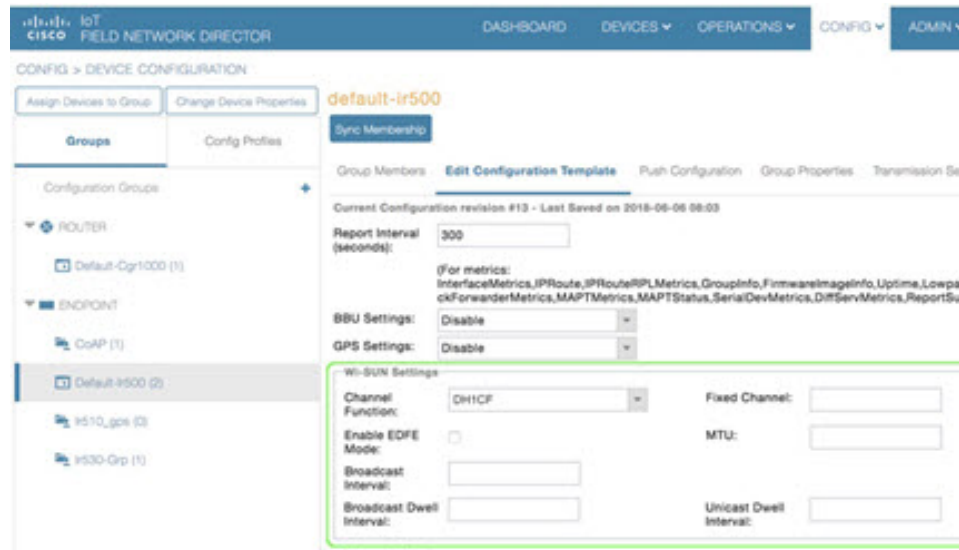 IoT
CISCO FIELD NETWORK DIRECTOR
DASHBOARD DEVICES OPERATIONS CONFIG ADMIN
CONFIG > DEVICE CONFIGURATION
Assign Devices to Group Change Device Properties
default-ir500
Sync Membership
Groups Config Profiles
Group Members Edit Configuration Template Push Configuration Group Properties Transmission Se
Configuration Groups +
Current Configuration revision #13 - Last Saved on 2018-06-06 08:03
ROUTER
Report Interval (seconds): 300
Default-Cgr1000 (1)
(For metrics:
InterfaceMetrics,IPRoute,IPRouteRPLMetrics,GroupInfo,FirmwareImageInfo,Uptime,Lowpa
ckForwarderMetrics,MAPTMetrics,MAPTStatus,SerialDevMetrics,DiffServMetrics,ReportSu
ENDPOINT
BBU Settings: Disable
CoAP (1)
GPS Settings: Disable
Default-Ir500 (2)
Wi-SUN Settings
Channel Function: DH1CF
Fixed Channel:
Ir510_gps (0)
Enable EDFE Mode:
MTU:
Ir530-Grp (1)
Broadcast Interval:
Broadcast Dwell Interval:
Unicast Dwell Interval: